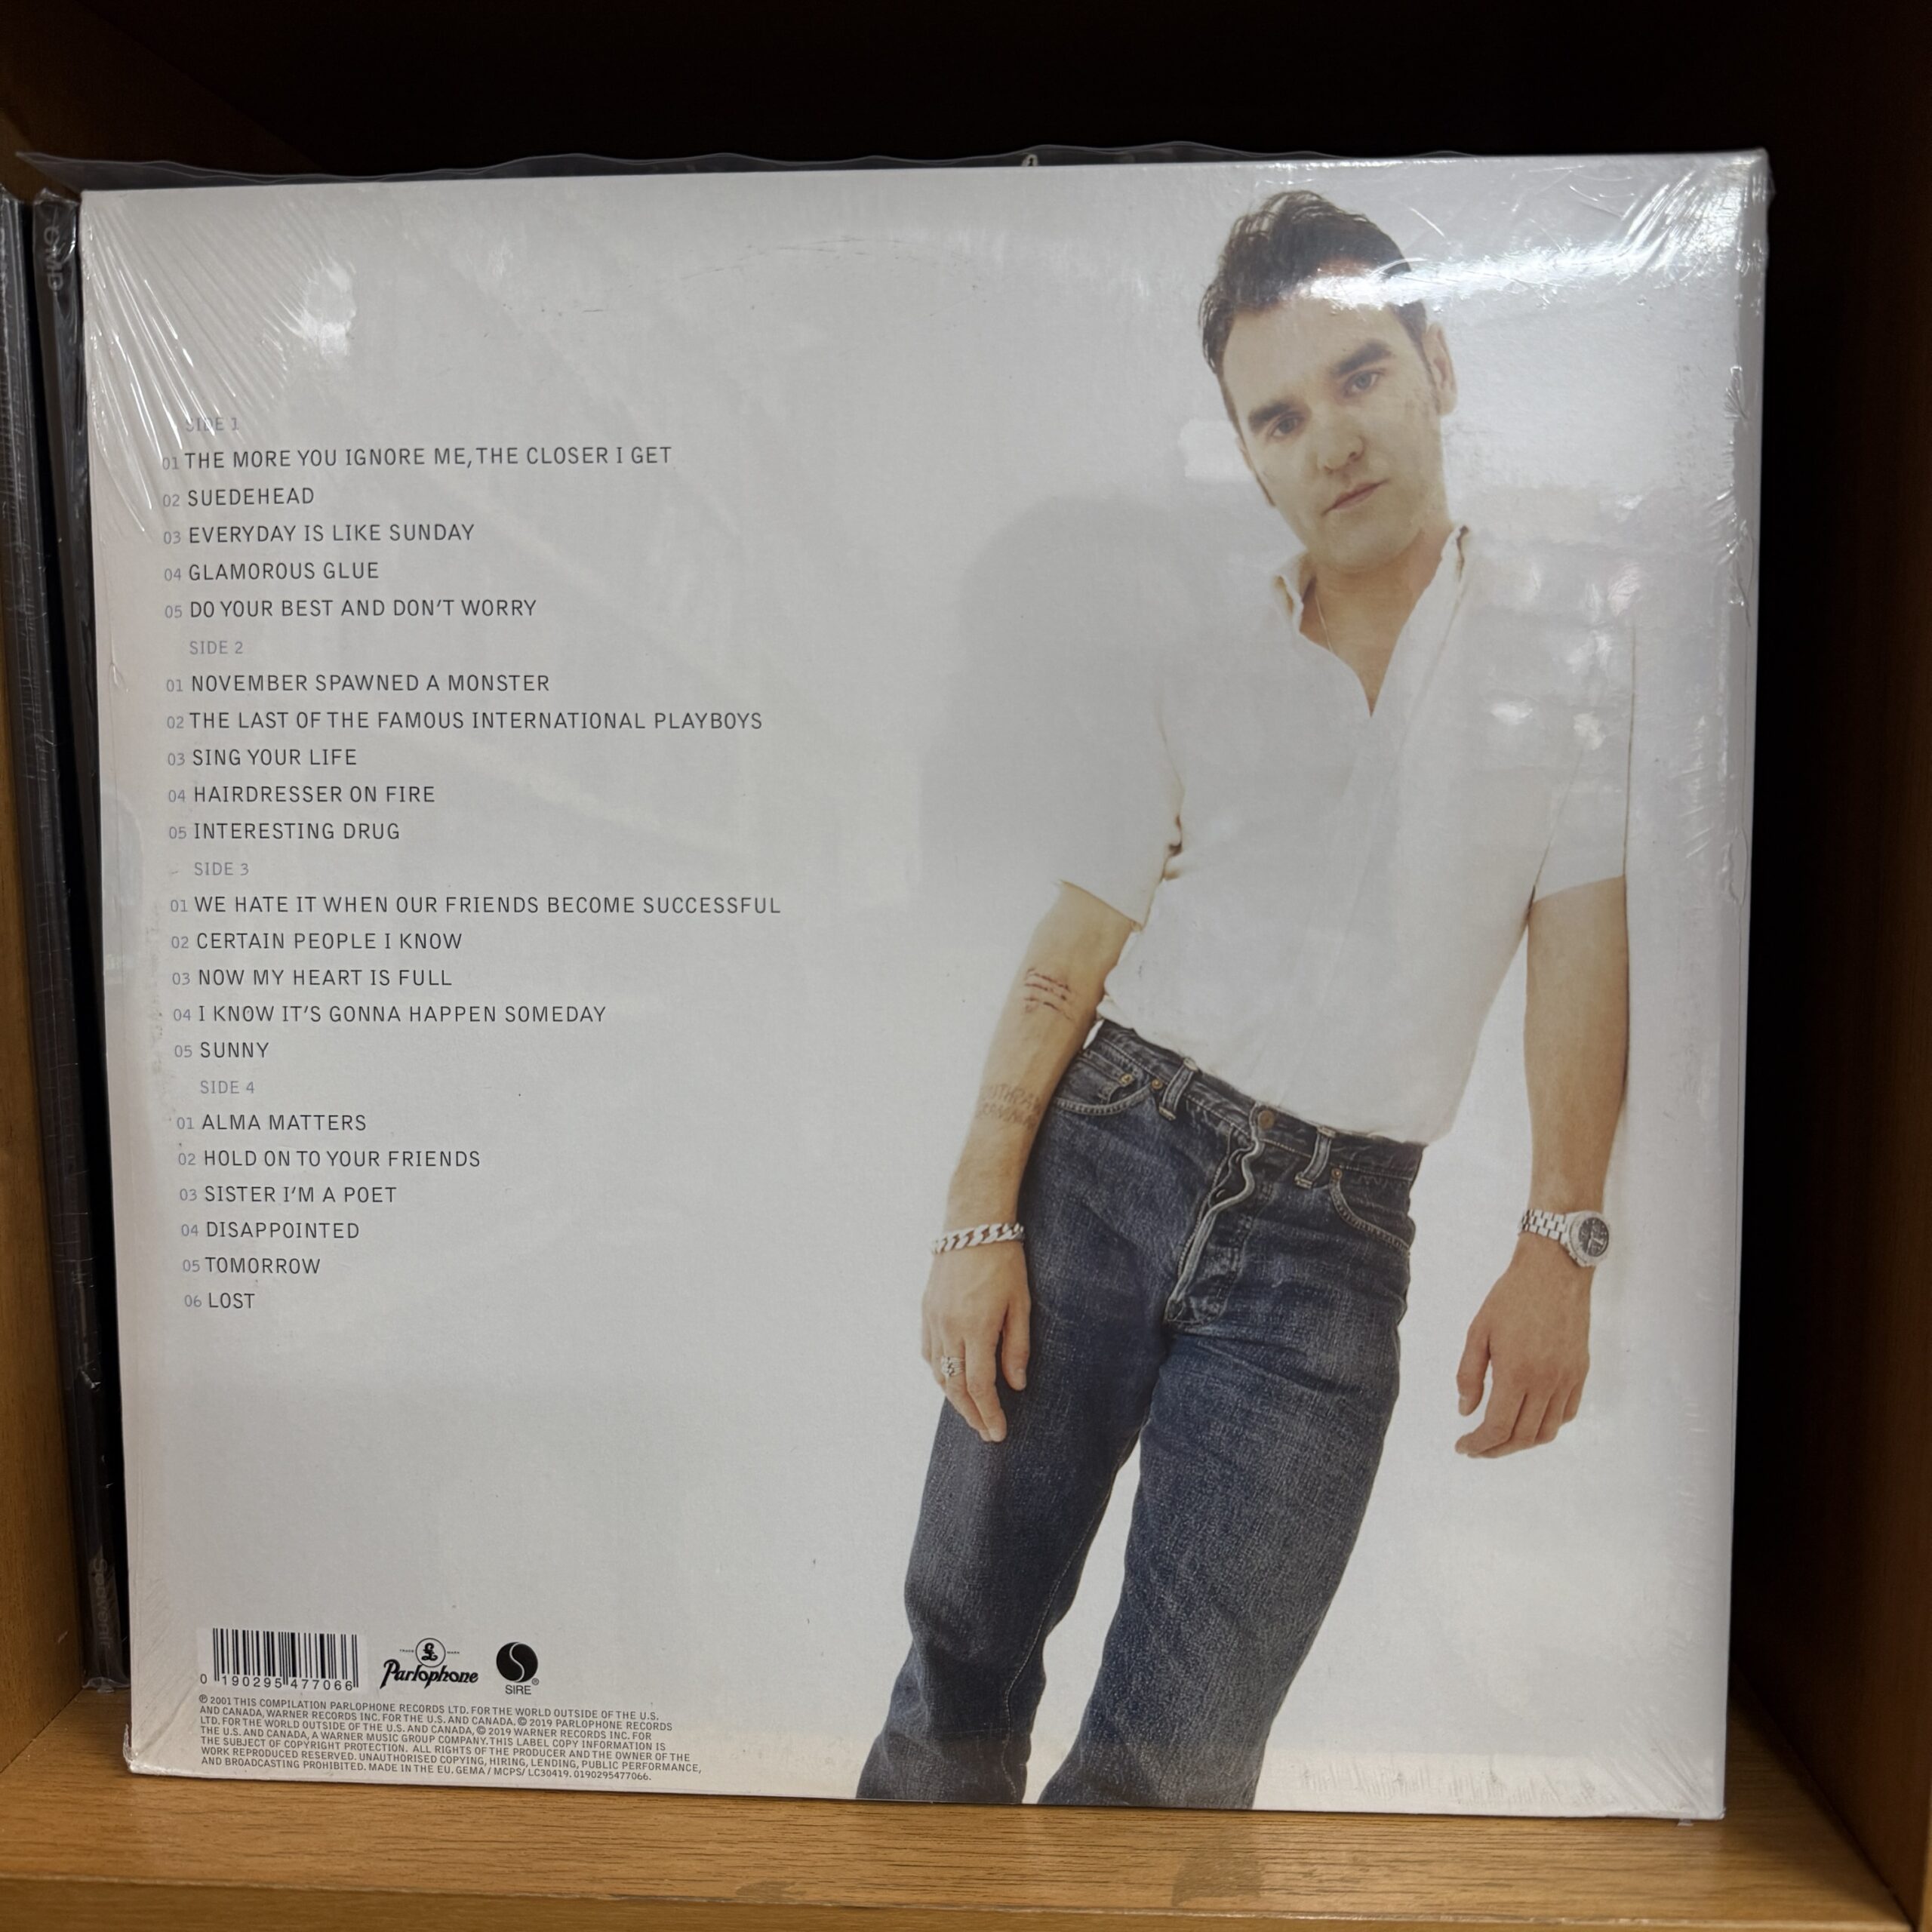 SIDE 1
01 THE MORE YOU IGNORE ME, THE CLOSER I GET
02 SUEDEHEAD
03 EVERYDAY IS LIKE SUNDAY
04 GLAMOROUS GLUE
05 DO YOUR BEST AND DON'T WORRY
SIDE 2
01 NOVEMBER SPAWNED A MONSTER
02 THE LAST OF THE FAMOUS INTERNATIONAL PLAYBOYS
03 SING YOUR LIFE
04 HAIRDRESSER ON FIRE
05 INTERESTING DRUG
SIDE 3
01 WE HATE IT WHEN OUR FRIENDS BECOME SUCCESSFUL
02 CERTAIN PEOPLE I KNOW
03 NOW MY HEART IS FULL
04 I KNOW IT'S GONNA HAPPEN SOMEDAY
05 SUNNY
SIDE 4
01 ALMA MATTERS
02 HOLD ON TO YOUR FRIENDS
03 SISTER I'M A POET
04 DISAPPOINTED
05 TOMORROW
06 LOST
0 190295 477066
TRADE MARK
Parlophone
SIRE®
℗ 2001 THIS COMPILATION PARLOPHONE RECORDS LTD. FOR THE WORLD OUTSIDE OF THE U.S.
AND CANADA, WARNER RECORDS INC. FOR THE U.S. AND CANADA. © 2019 PARLOPHONE RECORDS
LTD. FOR THE WORLD OUTSIDE OF THE U.S. AND CANADA, © 2019 WARNER RECORDS INC. FOR
THE U.S. AND CANADA, A WARNER MUSIC GROUP COMPANY. THIS LABEL COPY INFORMATION IS
THE SUBJECT OF COPYRIGHT PROTECTION. ALL RIGHTS OF THE PRODUCER AND THE OWNER OF THE
WORK REPRODUCED RESERVED. UNAUTHORISED COPYING, HIRING, LENDING, PUBLIC PERFORMANCE,
AND BROADCASTING PROHIBITED. MADE IN THE EU. GEMA / MCPS/ LC30419. 0190295477066.